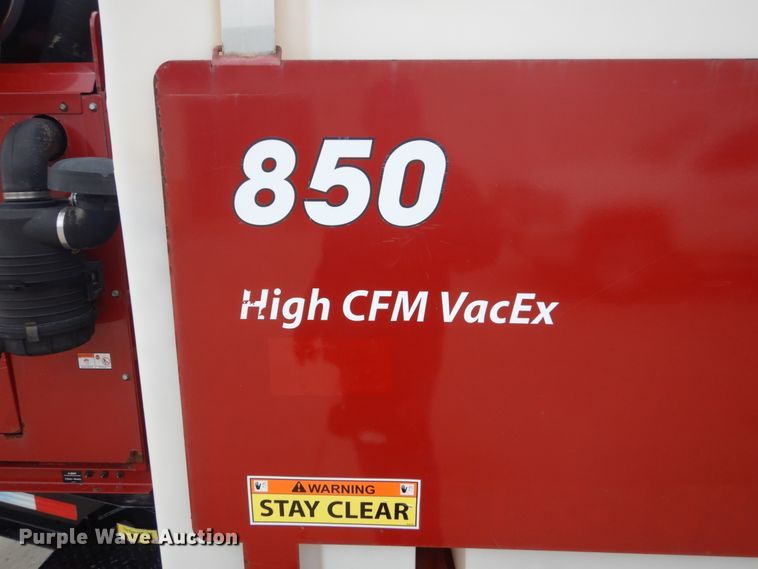 850
High CFM VacEx
WARNING
STAY CLEAR
Purple Wave Auction